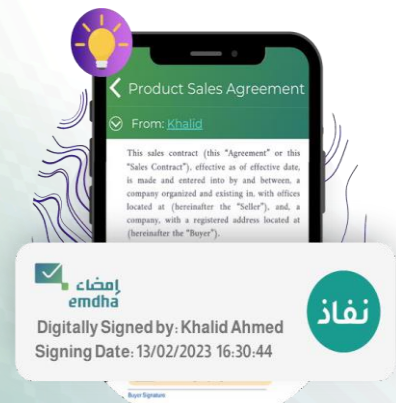 Product Sales Agreement
From: Khalid
This sales contract (this "Agreement" or this
"Sales Contract"), effective as of effective date,
is made and entered into by and between, a
company organized and existing in, with offices
located at (hereinafter the "Seller"), and, a
company, with a registered address located at
(hereinafter the "Buyer").
إمضاء
emdha
نفاذ
Digitally Signed by: Khalid Ahmed
Signing Date: 13/02/2023 16:30:44
Buyer Signature